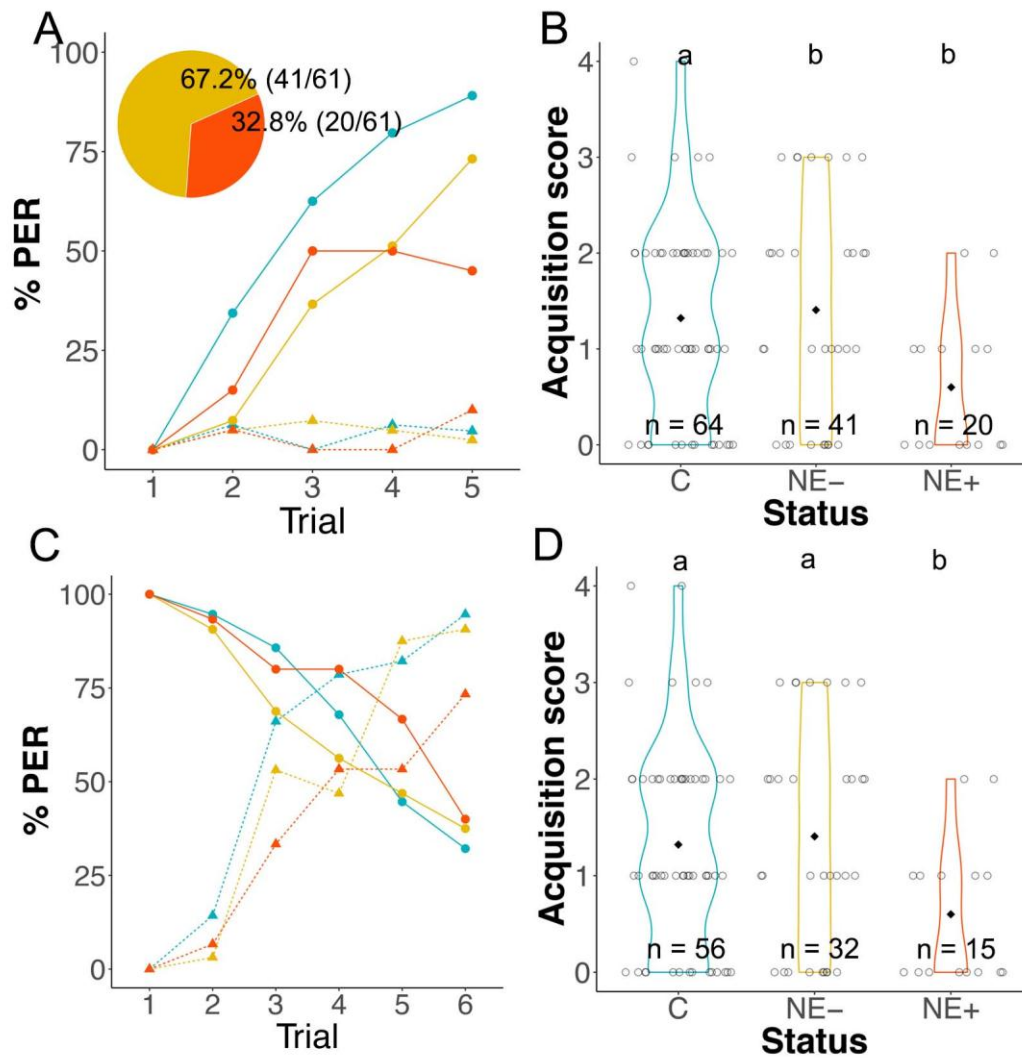 A
100
75
50
25
0
% PER
67.2% (41/61)
32.8% (20/61)
1 2 3 4 5
Trial
B
a b b
4
3
2
1
0
Acquisition score
n = 64 n = 41 n = 20
C NE− NE+
Status
C
100
75
50
25
0
% PER
1 2 3 4 5 6
Trial
D
a a b
4
3
2
1
0
Acquisition score
n = 56 n = 32 n = 15
C NE− NE+
Status